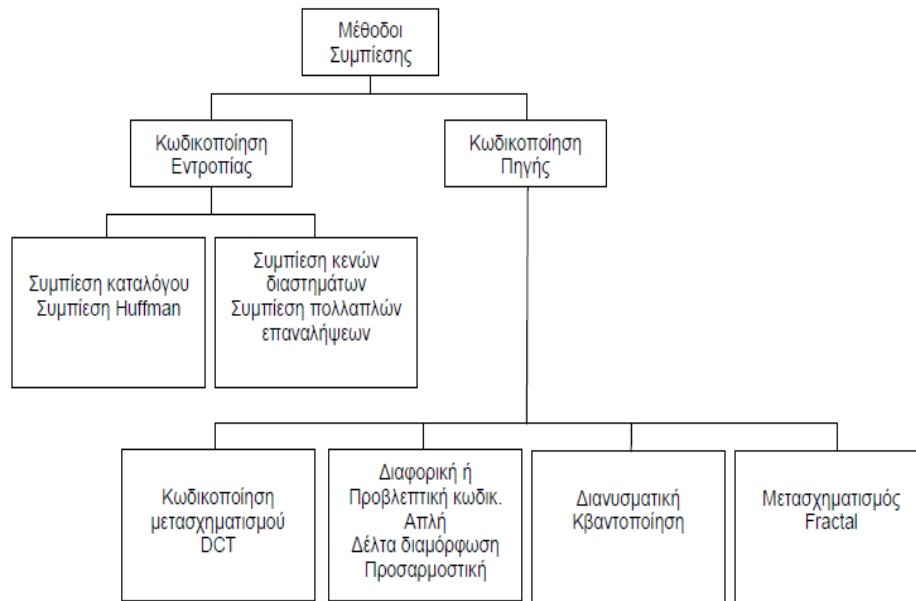 Μέθοδοι
Συμπίεσης
Κωδικοποίηση
Εντροπίας
Κωδικοποίηση
Πηγής
Συμπίεση καταλόγου
Συμπίεση Huffman
Συμπίεση κενών
διαστημάτων
Συμπίεση πολλαπλών
επαναλήψεων
Κωδικοποίηση
μετασχηματισμού
DCT
Διαφορική ή
Προβλεπτική κωδικ.
Απλή
Δέλτα διαμόρφωση
Προσαρμοστική
Διανυσματική
Κβαντοποίηση
Μετασχηματισμός
Fractal